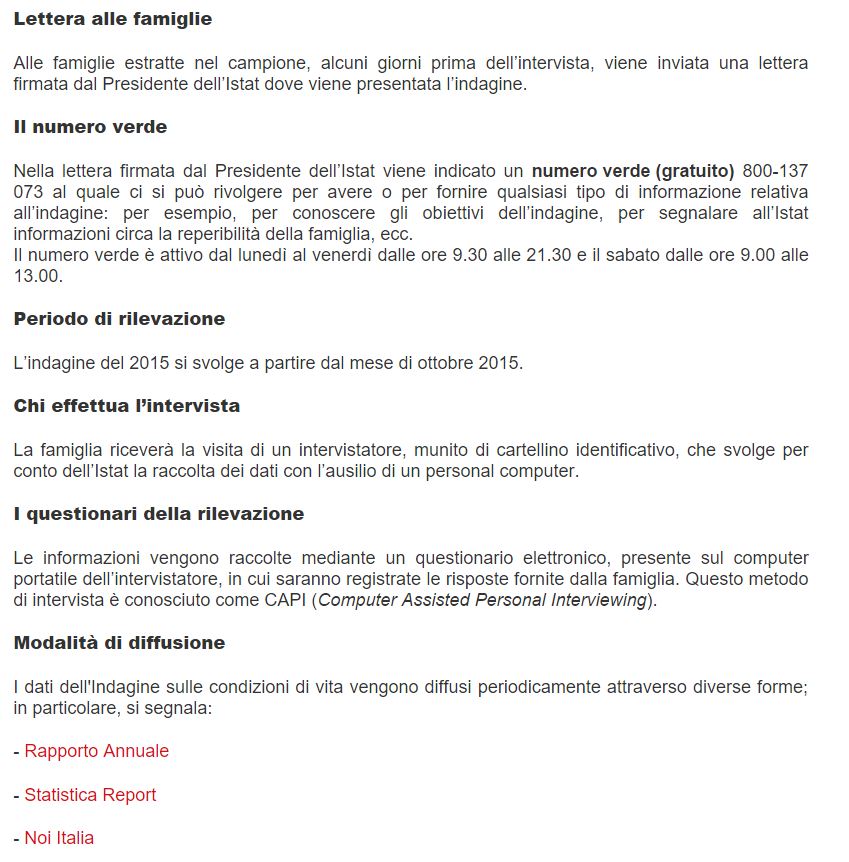 Lettera alle famiglie
Alle famiglie estratte nel campione, alcuni giorni prima dell’intervista, viene inviata una lettera
firmata dal Presidente dell’Istat dove viene presentata l’indagine.
Il numero verde
Nella lettera firmata dal Presidente dell’Istat viene indicato un numero verde (gratuito) 800-137
073 al quale ci si può rivolgere per avere o per fornire qualsiasi tipo di informazione relativa
all’indagine: per esempio, per conoscere gli obiettivi dell’indagine, per segnalare all’Istat
informazioni circa la reperibilità della famiglia, ecc.
Il numero verde è attivo dal lunedì al venerdì dalle ore 9.30 alle 21.30 e il sabato dalle ore 9.00 alle
13.00.
Periodo di rilevazione
L’indagine del 2015 si svolge a partire dal mese di ottobre 2015.
Chi effettua l’intervista
La famiglia riceverà la visita di un intervistatore, munito di cartellino identificativo, che svolge per
conto dell’Istat la raccolta dei dati con l’ausilio di un personal computer.
I questionari della rilevazione
Le informazioni vengono raccolte mediante un questionario elettronico, presente sul computer
portatile dell’intervistatore, in cui saranno registrate le risposte fornite dalla famiglia. Questo metodo
di intervista è conosciuto come CAPI (Computer Assisted Personal Interviewing).
Modalità di diffusione
I dati dell'Indagine sulle condizioni di vita vengono diffusi periodicamente attraverso diverse forme;
in particolare, si segnala:
- Rapporto Annuale
- Statistica Report
- Noi Italia